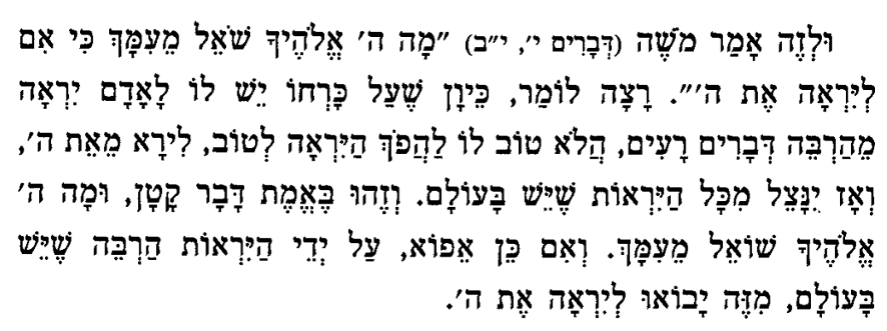 וּלְזֶה אָמַר מֹשֶׁה (דְּבָרִים י׳, י״ב) ״מָה ה׳ אֱלֹהֶיךָ שֹׁאֵל מֵעִמָּךְ כִּי אִם
לְיִרְאָה אֶת ה׳״. רָצָה לוֹמַר, כֵּיוָן שֶׁעַל כָּרְחוֹ יֵשׁ לוֹ לָאָדָם יִרְאָה
מֵהַרְבֵּה דְּבָרִים רָעִים, הֲלֹא טוֹב לוֹ לַהֲפֹךְ הַיִּרְאָה לְטוֹב, לִירָא מֵאֵת ה׳,
וְאָז יִנָּצֵל מִכָּל הַיִּרְאוֹת שֶׁיֵּשׁ בָּעוֹלָם. וְזֶהוּ בֶּאֱמֶת דָּבָר קָטָן, וּמָה ה׳
אֱלֹהֶיךָ שׁוֹאֵל מֵעִמָּךְ. וְאִם כֵּן אֵפוֹא, עַל יְדֵי הַיִּרְאוֹת הַרְבֵּה שֶׁיֵּשׁ
בָּעוֹלָם, מִזֶּה יָבוֹאוּ לְיִרְאָה אֶת ה׳.